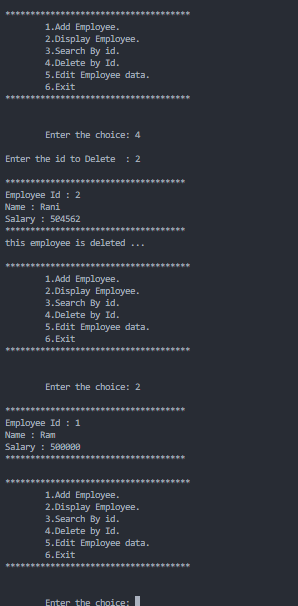 *************************************
1.Add Employee.
2.Display Employee.
3.Search By id.
4.Delete by Id.
5.Edit Employee data.
6.Exit
*************************************
Enter the choice: 4
Enter the id to Delete  : 2
************************************
Employee Id : 2
Name : Rani
Salary : 504562
************************************
this employee is deleted ...
*************************************
1.Add Employee.
2.Display Employee.
3.Search By id.
4.Delete by Id.
5.Edit Employee data.
6.Exit
*************************************
Enter the choice: 2
************************************
Employee Id : 1
Name : Ram
Salary : 500000
************************************
*************************************
1.Add Employee.
2.Display Employee.
3.Search By id.
4.Delete by Id.
5.Edit Employee data.
6.Exit
*************************************
Enter the choice: